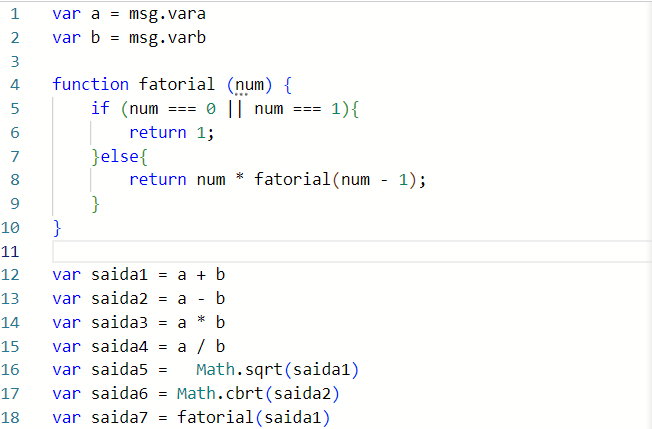 1 var a = msg.vara
2 var b = msg.varb
3
4 function fatorial (num) {
5     if (num === 0 || num === 1){
6         return 1;
7     }else{
8         return num * fatorial(num - 1);
9     }
10 }
11
12 var saida1 = a + b
13 var saida2 = a - b
14 var saida3 = a * b
15 var saida4 = a / b
16 var saida5 =   Math.sqrt(saida1)
17 var saida6 = Math.cbrt(saida2)
18 var saida7 = fatorial(saida1)